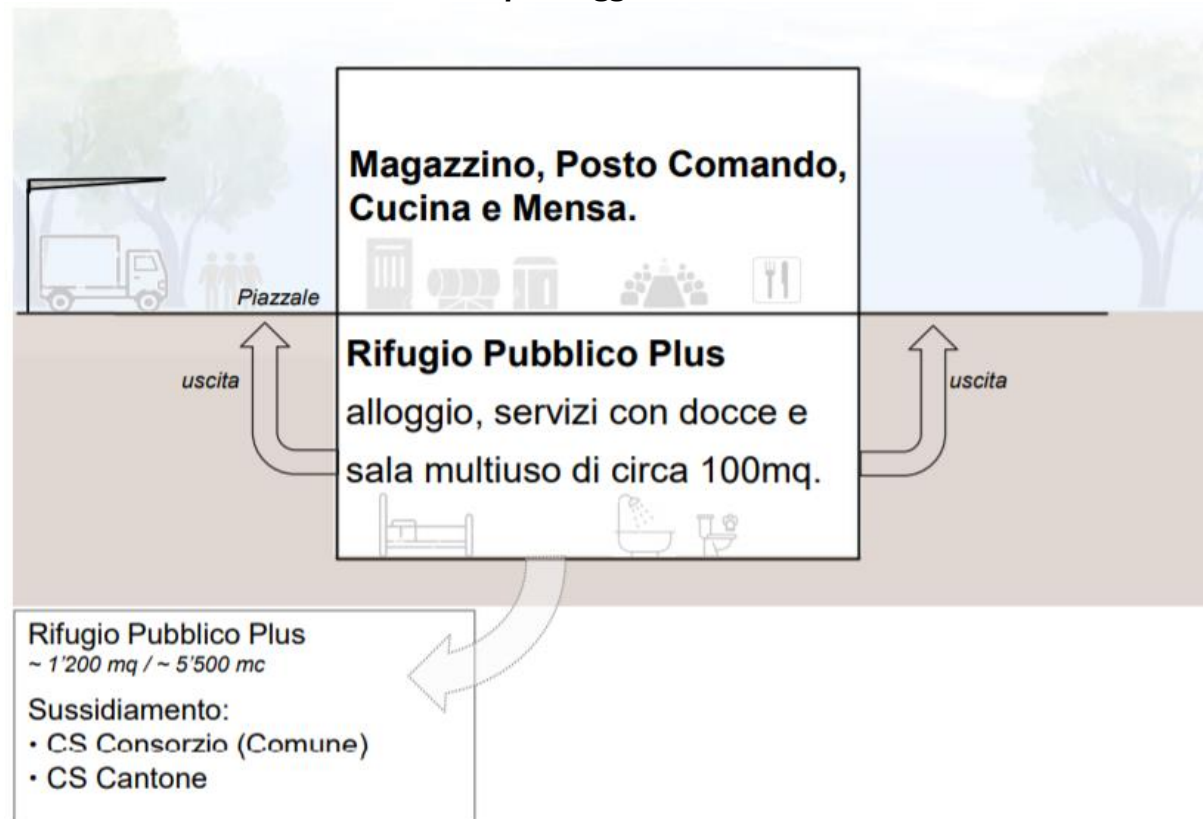 Magazzino, Posto Comando,
Cucina e Mensa.
Piazzale
Rifugio Pubblico Plus
uscita
uscita
alloggio, servizi con docce e
sala multiuso di circa 100mq.
Rifugio Pubblico Plus
~ 1'200 mq / ~ 5'500 mc
Sussidiamento:
· CS Consorzio (Comune)
· CS Cantone